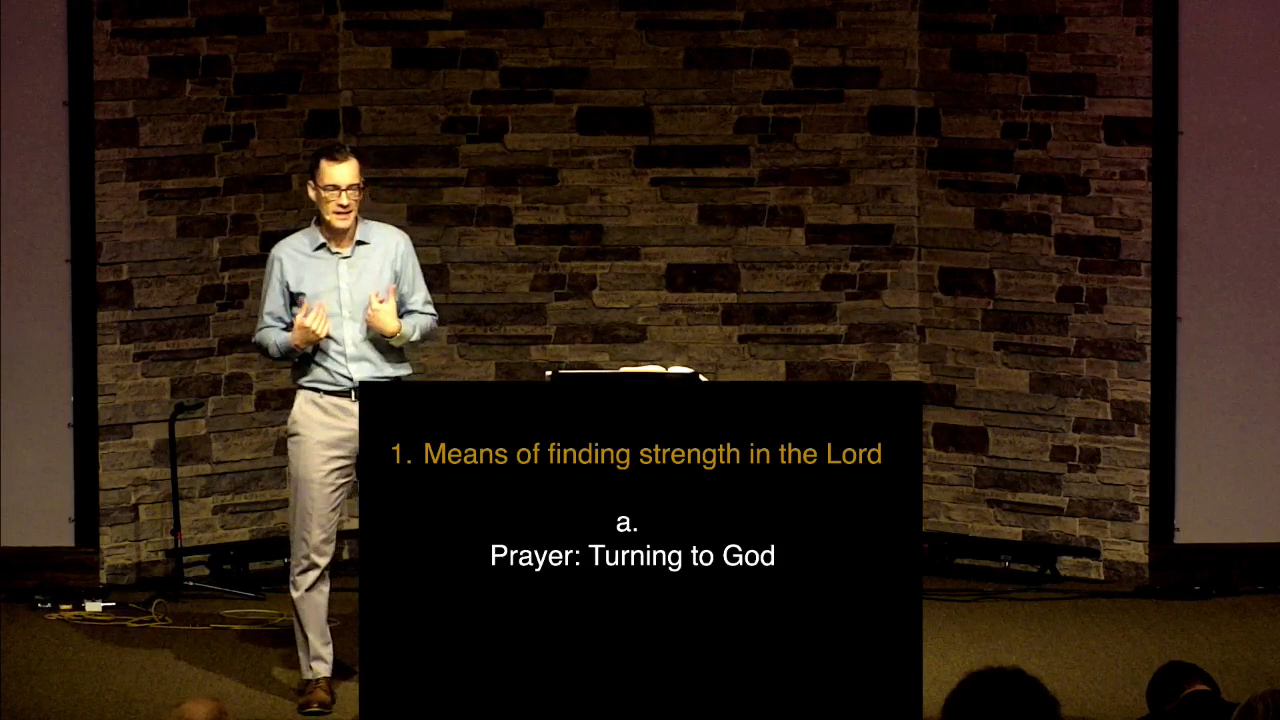 1. Means of finding strength in the Lord
a.
Prayer: Turning to God